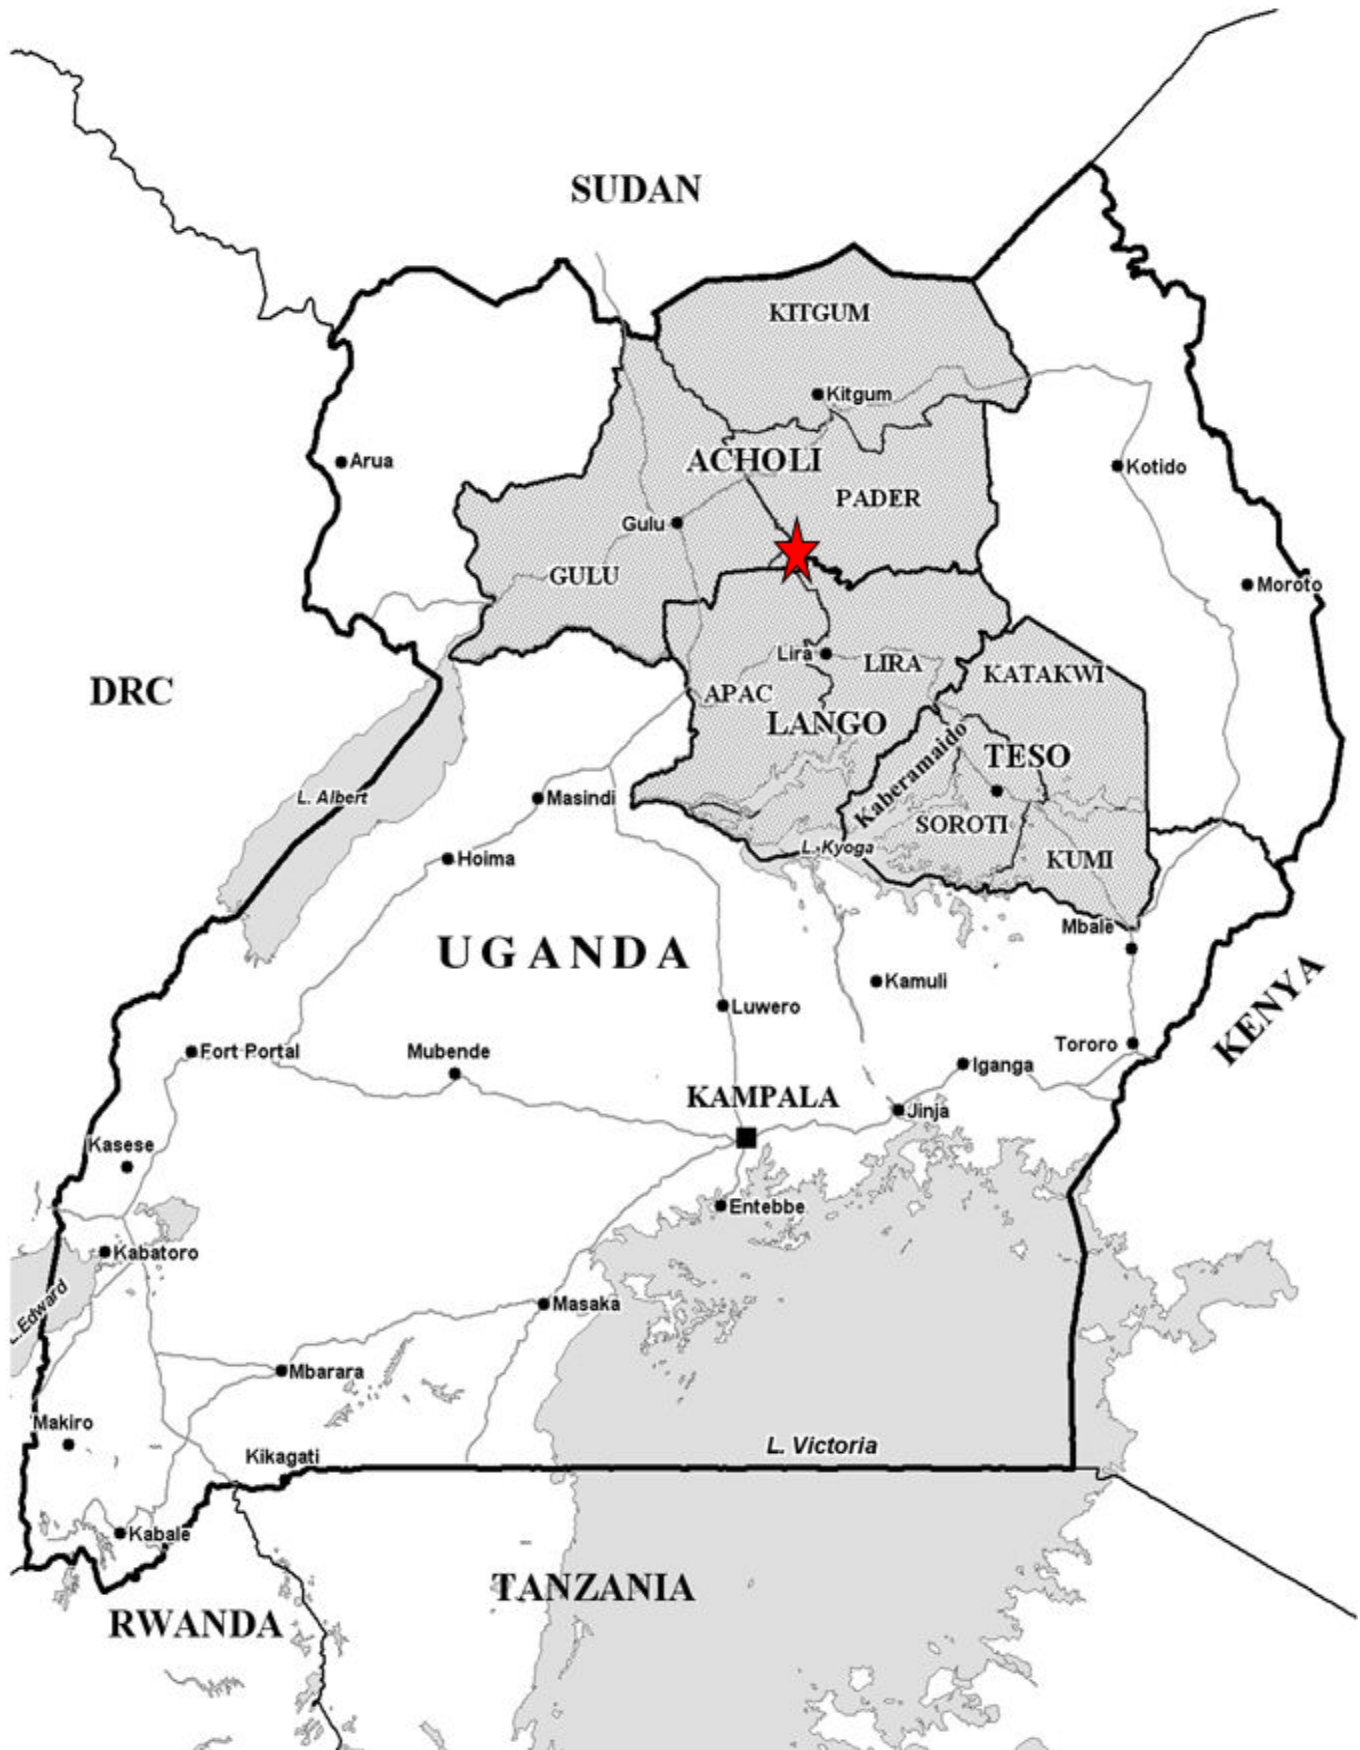 SUDAN
KITGUM
Kitgum
ACHOLI
Arua
Kotido
PADER
Gulu
GULU
Moroto
Lira
LIRA
KATAKWI
DRC
APAC
LANGO
Kaberamaido
TESO
L. Albert
Masindi
SOROTI
L. Kyoga
KUMI
Hoima
Mbale
UGANDA
Kamuli
KENYA
Luwero
Fort Portal
Mubende
Tororo
Iganga
KAMPALA
Jinja
Kasese
Entebbe
Kabatoro
L. Edward
Masaka
Mbarara
Makiro
L. Victoria
Kikagati
Kabale
TANZANIA
RWANDA